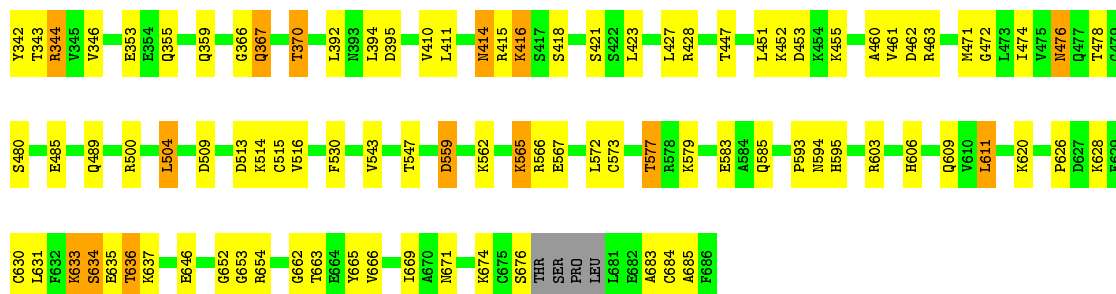 Y342 T343 R344 V345 V346 E353 E354 Q355 Q359 G366 Q367 T370 L392 N393 L394 D395 V410 L411 N414 R415 K416 S417 S418 S421 S422 L423 L427 R428 T447 L451 K452 D453 K454 K455 A460 V461 D462 R463 M471 G472 L473 I474 V475 N476 Q477 T478 C479
S480 E485 Q489 R500 L504 D509 D513 K514 C515 V516 F530 V543 T547 D559 K562 K565 R566 E567 L572 C573 T577 R578 K579 E583 A584 Q585 P593 N594 H595 R603 H606 Q609 V610 L611 K620 P626 D627 K628 F629
C630 L631 F632 K633 S634 E635 T636 K637 E646 G652 G653 R654 G662 T663 E664 Y665 V666 I669 A670 N671 K674 C675 S676 THR SER PRO LEU L681 E682 A683 C684 A685 F686